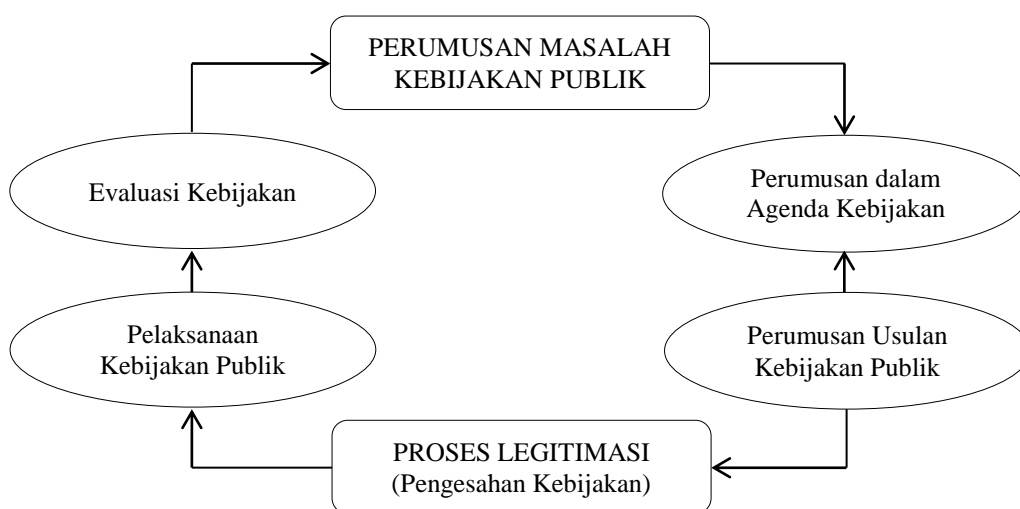 PERUMUSAN MASALAH
KEBIJAKAN PUBLIK
Evaluasi Kebijakan
Perumusan dalam
Agenda Kebijakan
Pelaksanaan
Kebijakan Publik
Perumusan Usulan
Kebijakan Publik
PROSES LEGITIMASI
(Pengesahan Kebijakan)